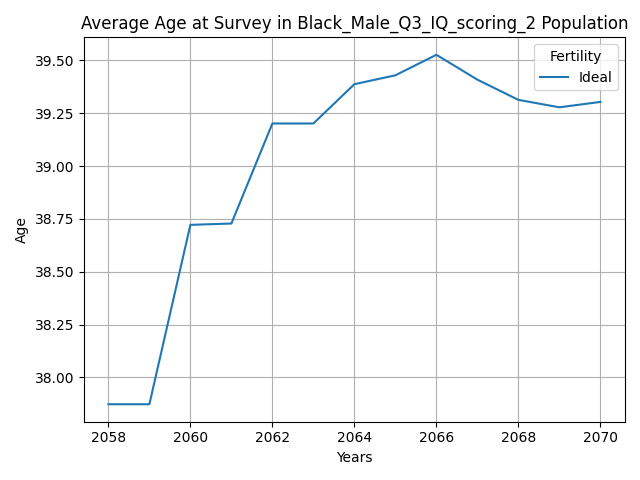 Average Age at Survey in Black_Male_Q3_IQ_scoring_2 Population
Fertility
Ideal
39.50
39.25
39.00
38.75
38.50
38.25
38.00
Age
2058 2060 2062 2064 2066 2068 2070
Years